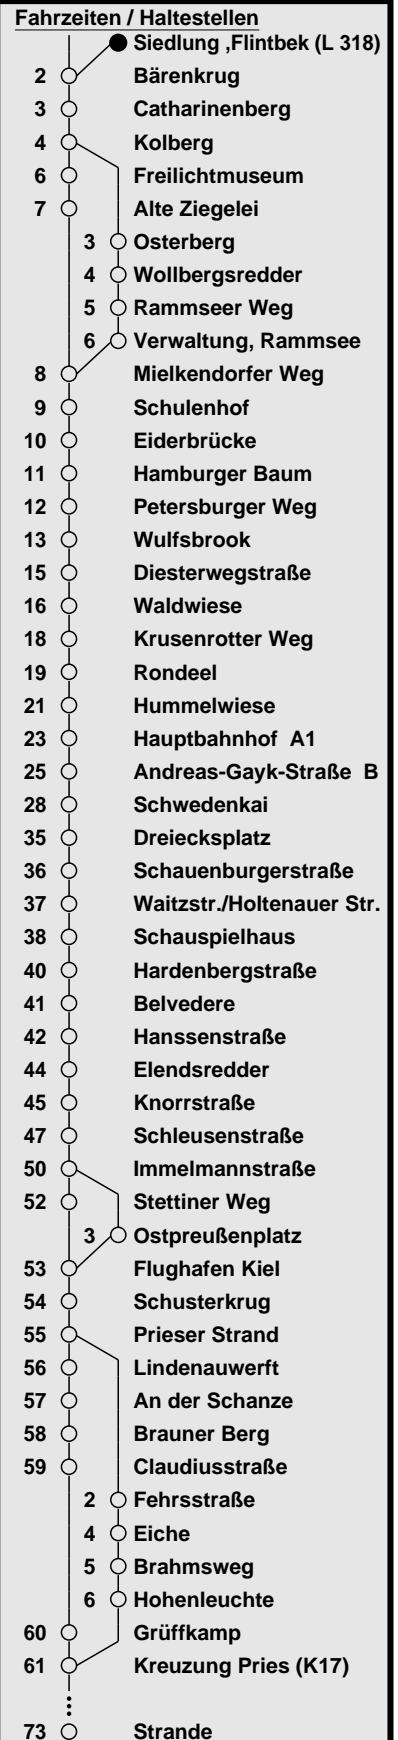 Fahrzeiten / Haltestellen
Siedlung ,Flintbek (L 318)
2 Bärenkrug
3 Catharinenberg
4 Kolberg
6 Freilichtmuseum
7 Alte Ziegelei
3 Osterberg
4 Wollbergsredder
5 Rammseer Weg
6 Verwaltung, Rammsee
8 Mielkendorfer Weg
9 Schulenhof
10 Eiderbrücke
11 Hamburger Baum
12 Petersburger Weg
13 Wulfsbrook
15 Diesterwegstraße
16 Waldwiese
18 Krusenrotter Weg
19 Rondeel
21 Hummelwiese
23 Hauptbahnhof A1
25 Andreas-Gayk-Straße B
28 Schwedenkai
35 Dreiecksplatz
36 Schauenburgerstraße
37 Waitzstr./Holtenauer Str.
38 Schauspielhaus
40 Hardenbergstraße
41 Belvedere
42 Hanssenstraße
44 Elendsredder
45 Knorrstraße
47 Schleusenstraße
50 Immelmannstraße
52 Stettiner Weg
3 Ostpreußenplatz
53 Flughafen Kiel
54 Schusterkrug
55 Prieser Strand
56 Lindenauwerft
57 An der Schanze
58 Brauner Berg
59 Claudiusstraße
2 Fehrsstraße
4 Eiche
5 Brahmsweg
6 Hohenleuchte
60 Grüffkamp
61 Kreuzung Pries (K17)
73 Strande